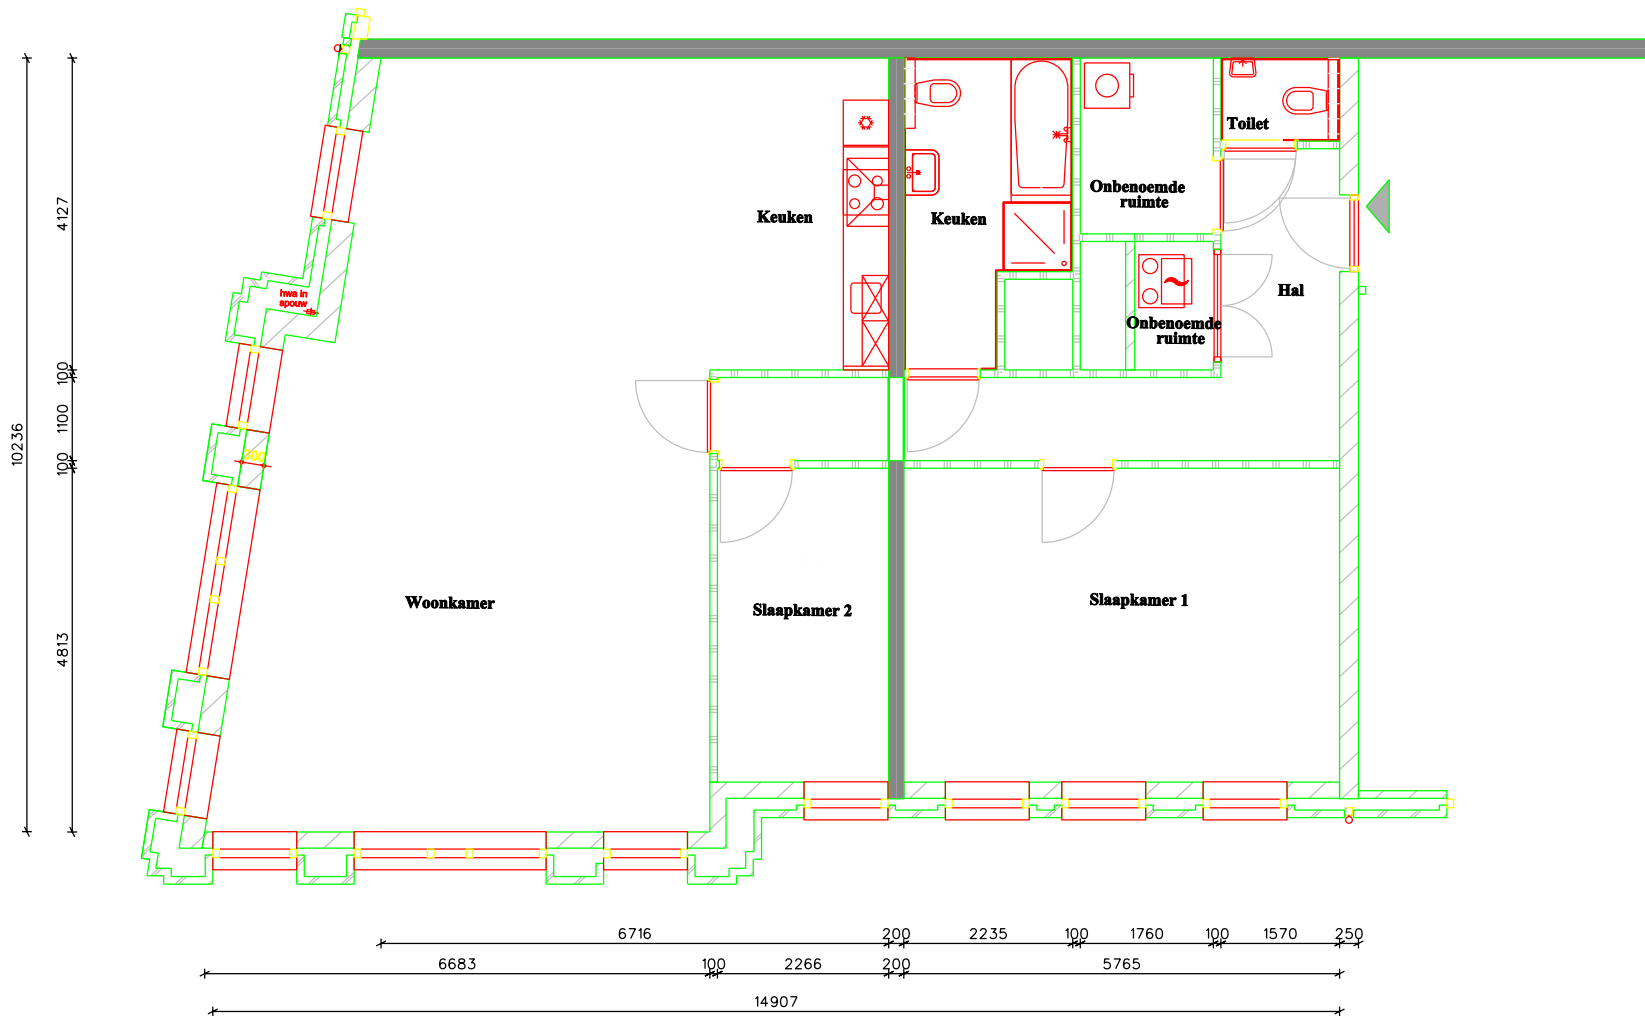 Toilet
Onbenoemde
ruimte
Keuken
Keuken
hwa in
spouw
Hal
Onbenoemde
ruimte
300
Woonkamer
Slaapkamer 2
Slaapkamer 1
10236
4127
100
1100
100
4813
6716
200
2235
100
1760
100
1570
250
6683
100
2266
200
5765
14907